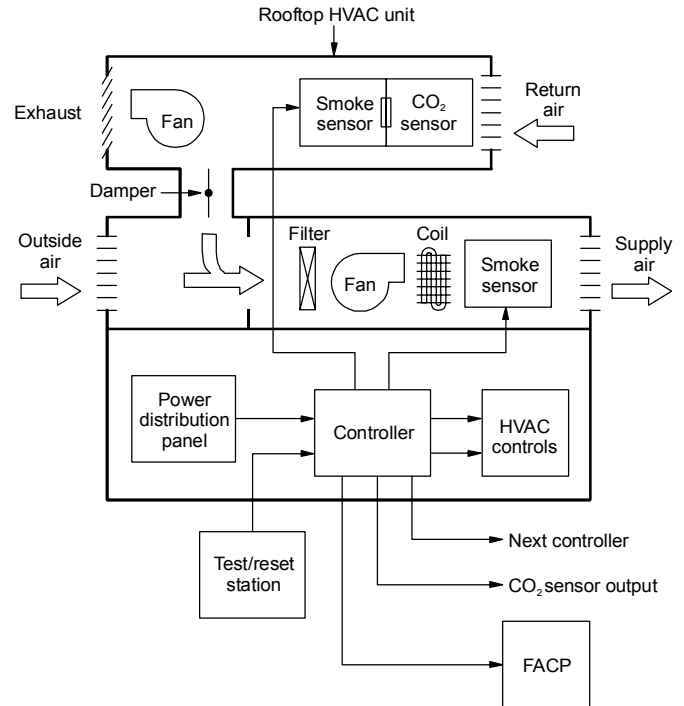 Rooftop HVAC unit
Exhaust
Fan
Smoke
sensor
CO₂
sensor
Return
air
Damper
Outside
air
Filter
Fan
Coil
Smoke
sensor
Supply
air
Power
distribution
panel
Controller
HVAC
controls
Test/reset
station
Next controller
CO₂ sensor output
FACP